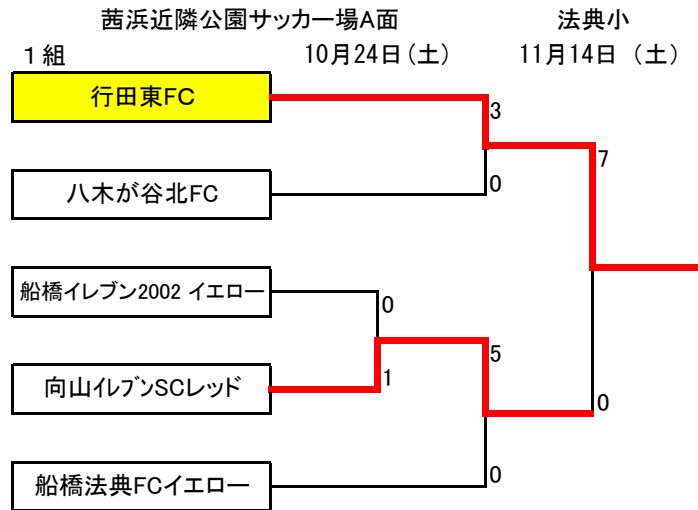 茜浜近隣公園サッカー場A面
法典小
1組
10月24日(土)
11月14日 (土)
行田東FC
3
7
八木が谷北FC
0
船橋イレブン2002 イエロー
0
5
向山イレブンSCレッド
1
0
船橋法典FCイエロー
0